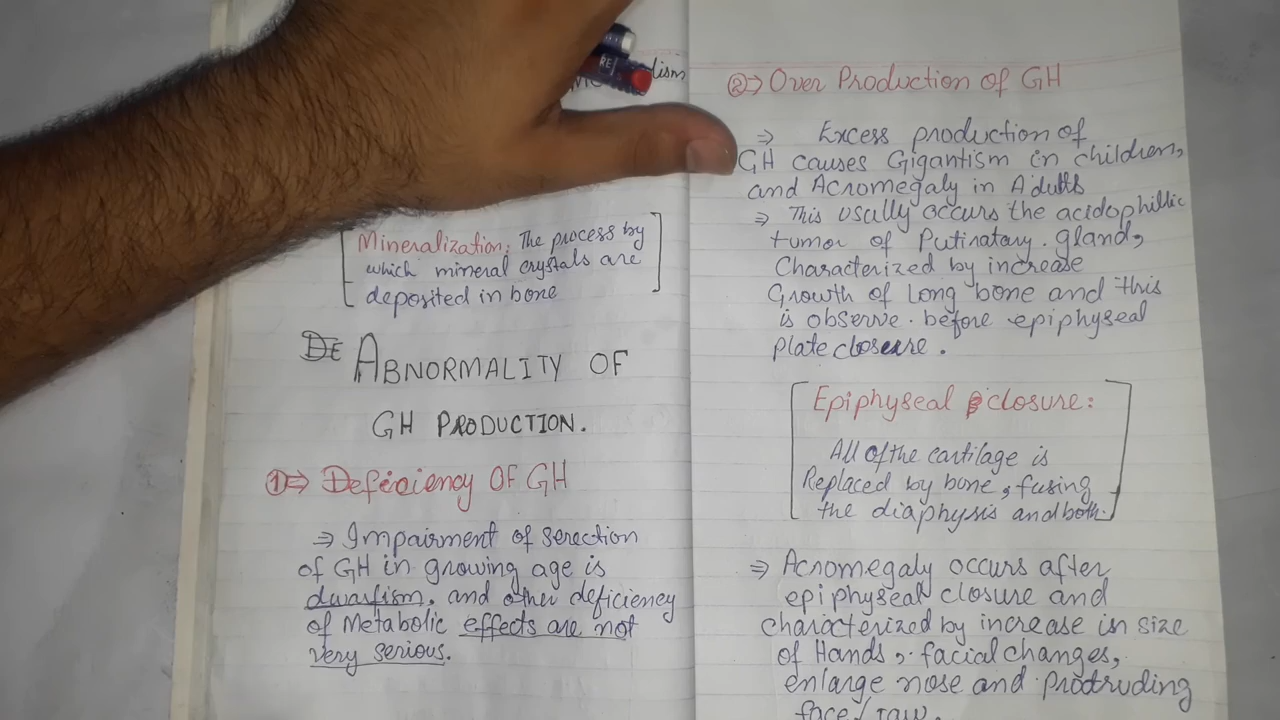 lism
RE
Mineralization: The process by
which mineral crystals are
deposited in bone
DE ABNORMALITY OF
GH PRODUCTION.
①⇒ Deficiency OF GH
⇒ Impairment of serection
of GH in growing age is
dwarfism. and other deficiency
of Metabolic effects are not
very serious.
②⇒ Over Production of GH
⇒ Excess production of
GH causes Gigantism in children,
and Acromegaly in Adults
⇒ This usally occurs the acidophillic
tumor of Putinatary. gland,
Characterized by increase
Growth of long bone and this
is observe. before epiphyseal
plate closure.
Epiphyseal closure:
All of the cartilage is
Replaced by bone, fusing
the diaphysis and both.
⇒ Acromegaly occurs after
epiphyseal closure and
characterized by increase in size
of Hands, facial changes,
enlarge nose and protruding
face / jaw.